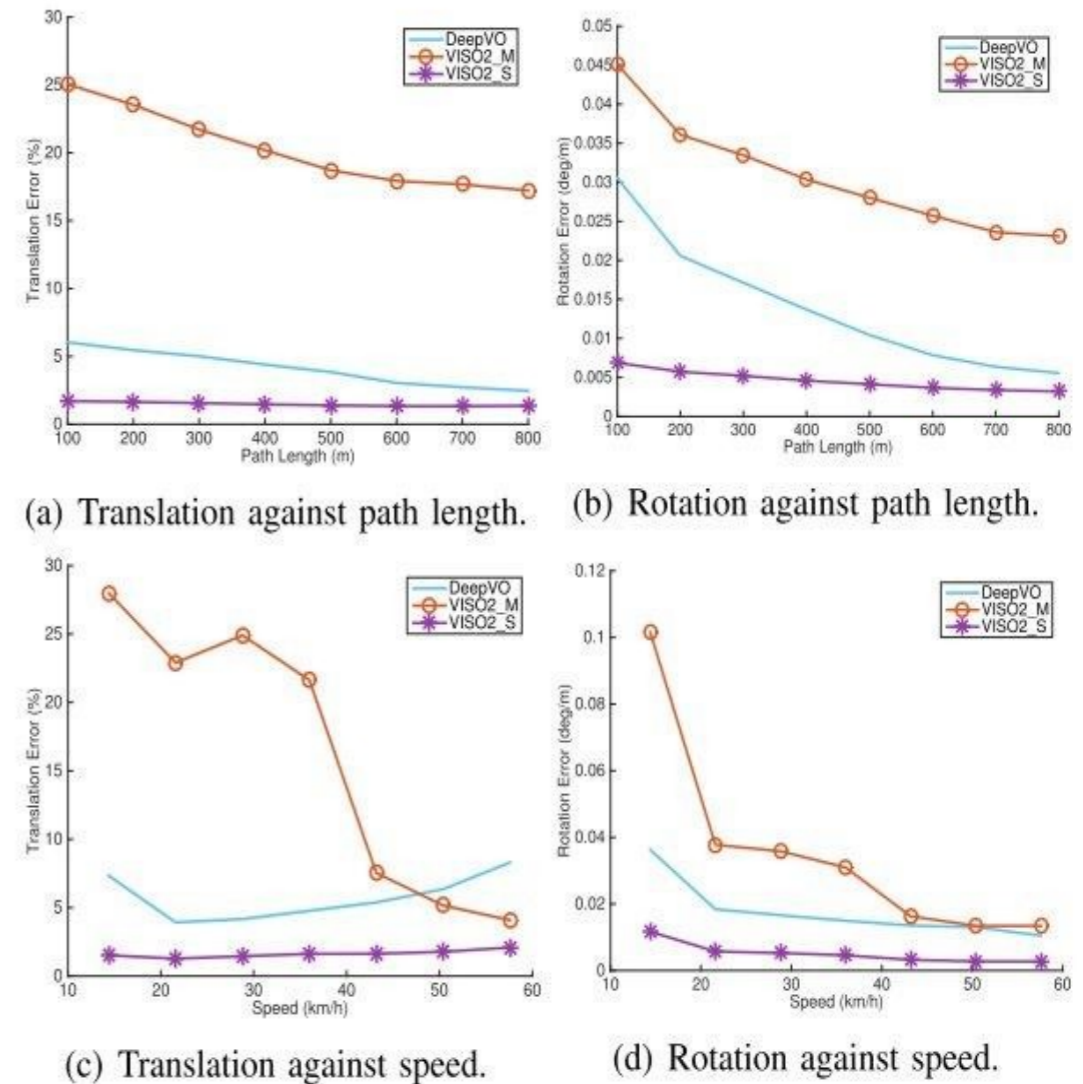 30
25
20
15
10
5
0
Translation Error (%)
DeepVO
VISO2_M
VISO2_S
100 200 300 400 500 600 700 800
Path Length (m)
(a) Translation against path length.
0.05
0.045
0.04
0.035
0.03
0.025
0.02
0.015
0.01
0.005
0
Rotation Error (deg/m)
DeepVO
VISO2_M
VISO2_S
100 200 300 400 500 600 700 800
Path Length (m)
(b) Rotation against path length.
30
25
20
15
10
5
0
Translation Error (%)
DeepVO
VISO2_M
VISO2_S
10 20 30 40 50 60
Speed (km/h)
(c) Translation against speed.
0.12
0.1
0.08
0.06
0.04
0.02
0
Rotation Error (deg/m)
DeepVO
VISO2_M
VISO2_S
10 20 30 40 50 60
Speed (km/h)
(d) Rotation against speed.